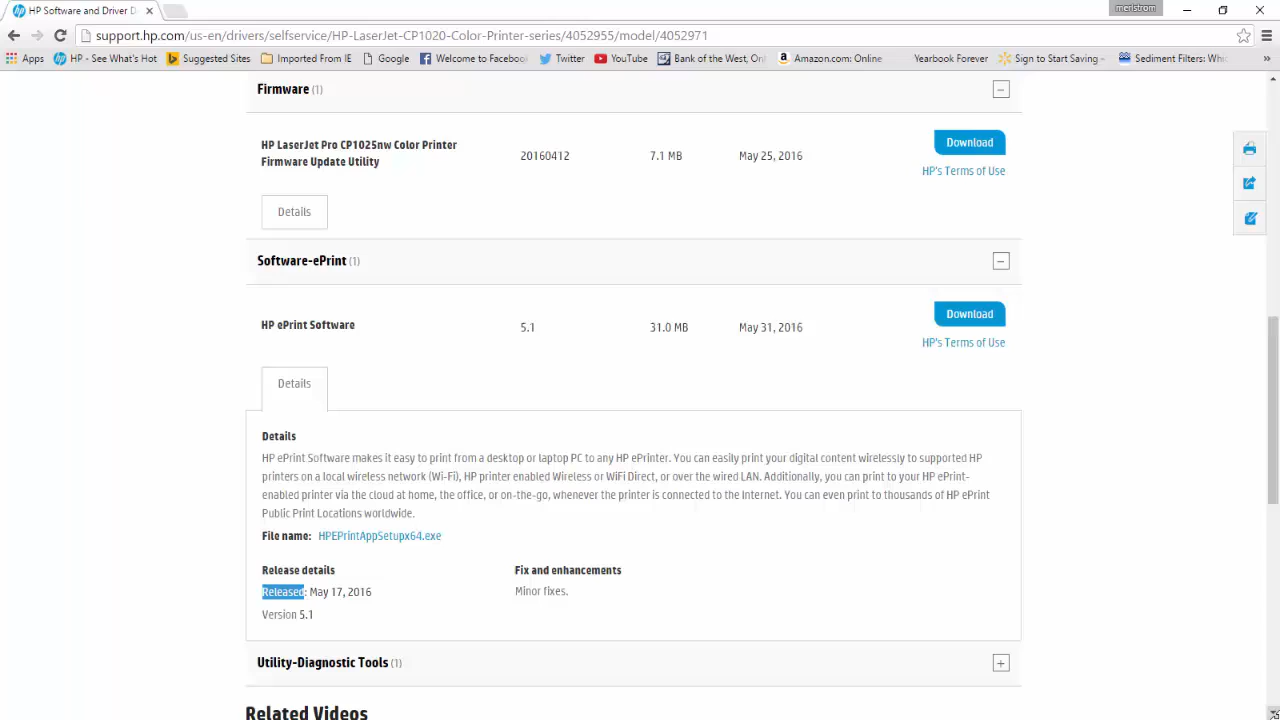 HP Software and Driver D
merlstrom
support.hp.com/us-en/drivers/selfservice/HP-LaserJet-CP1020-Color-Printer-series/4052955/model/4052971
Apps HP - See What's Hot Suggested Sites Imported From IE Google Welcome to Facebook Twitter YouTube Bank of the West, Onl Amazon.com: Online Yearbook Forever Sign to Start Saving - Sediment Filters: Whi »
Firmware (1)
HP LaserJet Pro CP1025nw Color Printer
Firmware Update Utility
20160412 7.1 MB May 25, 2016
Download
HP's Terms of Use
Details
Software-ePrint (1)
HP ePrint Software 5.1 31.0 MB May 31, 2016
Download
HP's Terms of Use
Details
Details
HP ePrint Software makes it easy to print from a desktop or laptop PC to any HP ePrinter. You can easily print your digital content wirelessly to supported HP
printers on a local wireless network (Wi-Fi), HP printer enabled Wireless or WiFi Direct, or over the wired LAN. Additionally, you can print to your HP ePrint-
enabled printer via the cloud at home, the office, or on-the-go, whenever the printer is connected to the Internet. You can even print to thousands of HP ePrint
Public Print Locations worldwide.
File name: HPEPrintAppSetupx64.exe
Release details
Released: May 17, 2016
Version 5.1
Fix and enhancements
Minor fixes.
Utility-Diagnostic Tools (1)
Related Videos